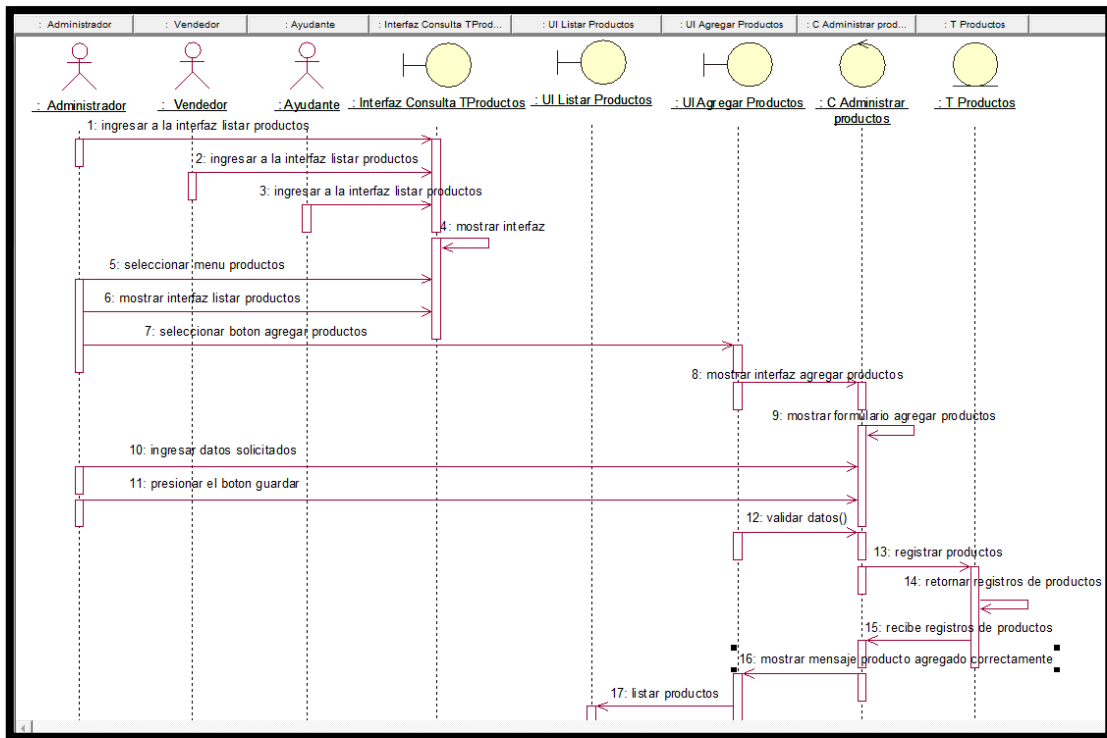 : Administrador
: Vendedor
: Ayudante
: Interfaz Consulta TProd...
: UI Listar Productos
: UI Agregar Productos
: C Administrar prod...
: T Productos
: Administrador
: Vendedor
: Ayudante
: Interfaz Consulta TProductos
: UI Listar Productos
: UI Agregar Productos
: C Administrar
productos
: T Productos
1: ingresar a la interfaz listar productos
2: ingresar a la interfaz listar productos
3: ingresar a la interfaz listar productos
4: mostrar interfaz
5: seleccionar menu productos
6: mostrar interfaz listar productos
7: seleccionar boton agregar productos
8: mostrar interfaz agregar productos
9: mostrar formulario agregar productos
10: ingresar datos solicitados
11: presionar el boton guardar
12: validar datos()
13: registrar productos
14: retornar registros de productos
15: recibe registros de productos
16: mostrar mensaje producto agregado correctamente
17: listar productos